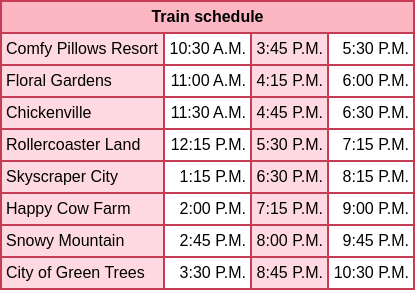 Train schedule
Comfy Pillows Resort 10:30 A.M. 3:45 P.M. 5:30 P.M.
Floral Gardens 11:00 A.M. 4:15 P.M. 6:00 P.M.
Chickenville 11:30 A.M. 4:45 P.M. 6:30 P.M.
Rollercoaster Land 12:15 P.M. 5:30 P.M. 7:15 P.M.
Skyscraper City 1:15 P.M. 6:30 P.M. 8:15 P.M.
Happy Cow Farm 2:00 P.M. 7:15 P.M. 9:00 P.M.
Snowy Mountain 2:45 P.M. 8:00 P.M. 9:45 P.M.
City of Green Trees 3:30 P.M. 8:45 P.M. 10:30 P.M.